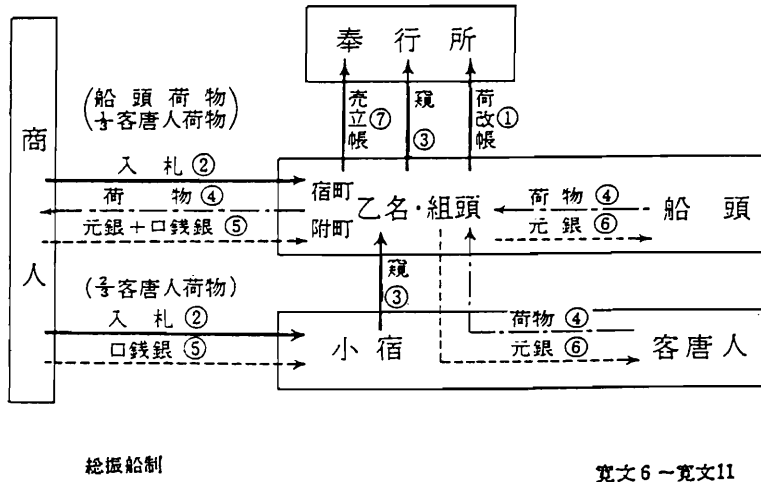 奉行所
商人
(船頭荷物
⅓客唐人荷物)
売立帳⑦
窺③
荷改帳①
入札②
荷物④
元銀+口銭銀⑤
宿町
附町
乙名・組頭
荷物④
元銀⑥
船頭
窺③
(⅔客唐人荷物)
入札②
口銭銀⑤
小宿
荷物④
元銀⑥
客唐人
総振船制
寛文6~寛文11